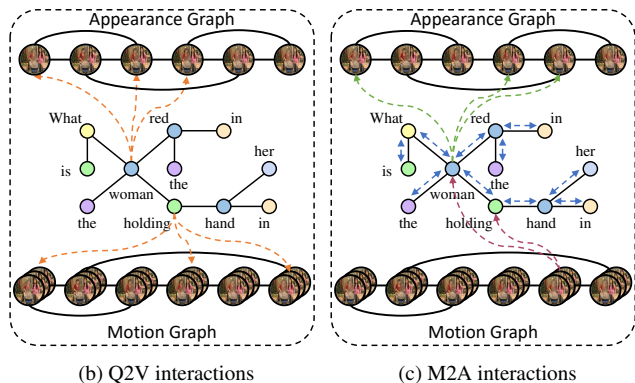 Appearance Graph
What
red
in
her
is
the
woman
the
holding
hand
in
Motion Graph
(b) Q2V interactions
Appearance Graph
What
red
in
her
is
the
woman
the
holding
hand
in
Motion Graph
(c) M2A interactions